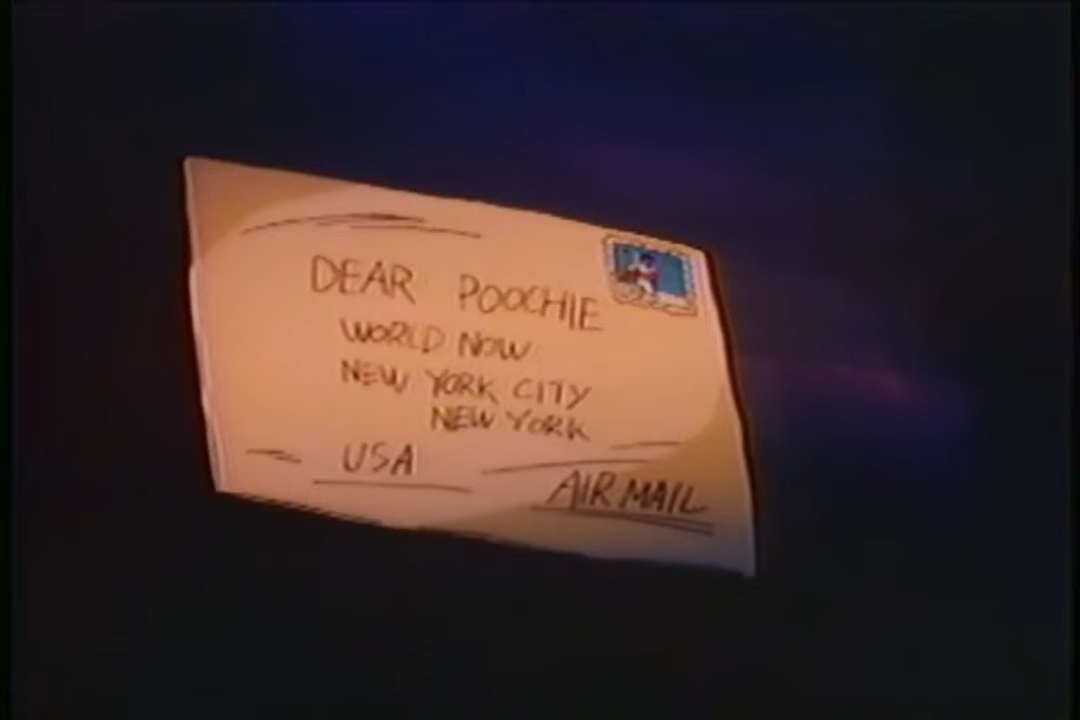 DEAR POOCHIE
WORLD NOW
NEW YORK CITY
NEW YORK
USA
AIR MAIL